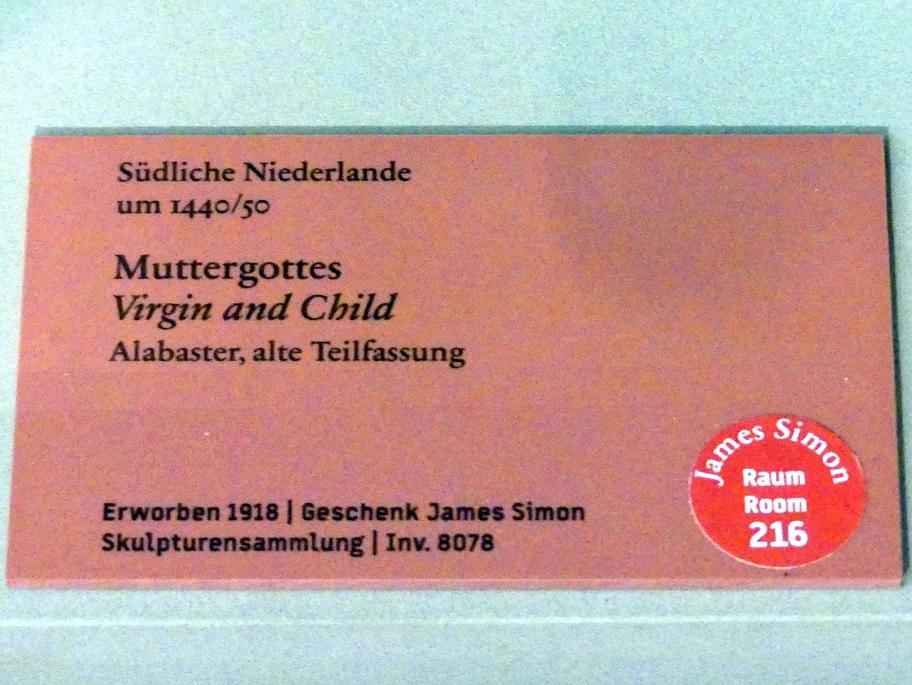 Südliche Niederlande
um 1440/50
Muttergottes
Virgin and Child
Alabaster, alte Teilfassung
Erworben 1918 | Geschenk James Simon
Skulpturensammlung | Inv. 8078
James Simon
Raum
Room
216